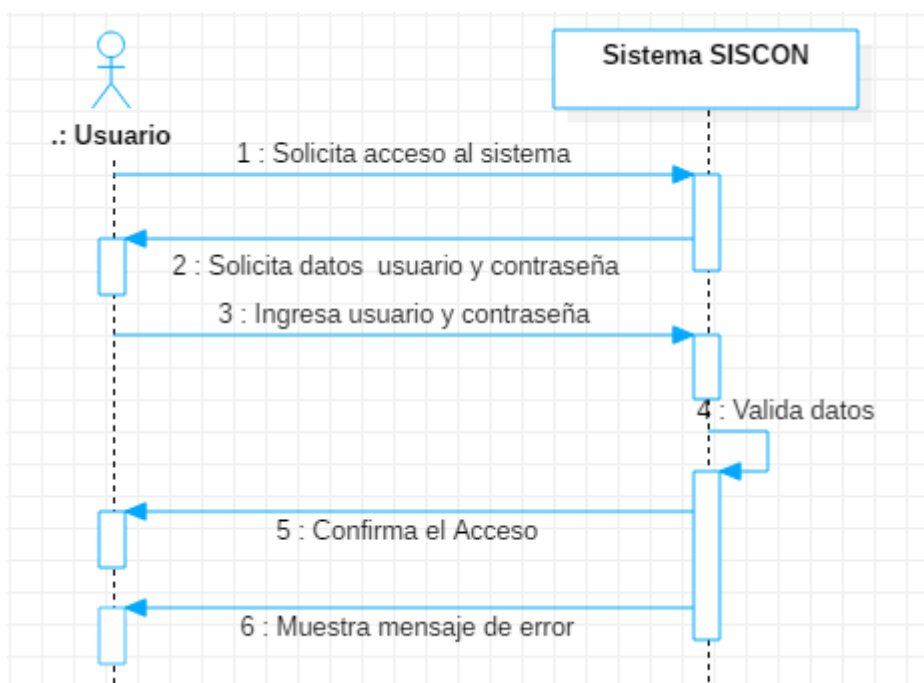 Sistema SISCON
.: Usuario
1 : Solicita acceso al sistema
2 : Solicita datos  usuario y contraseña
3 : Ingresa usuario y contraseña
4 : Valida datos
5 : Confirma el Acceso
6 : Muestra mensaje de error